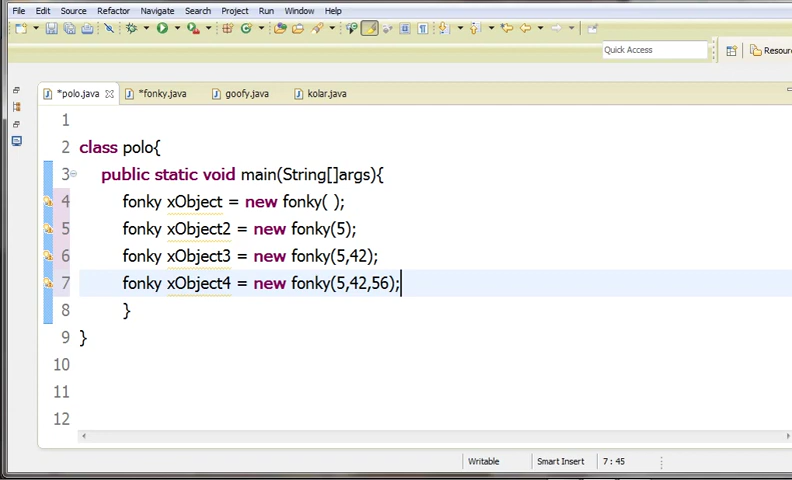 File Edit Source Refactor Navigate Search Project Run Window Help
Quick Access
Resour
*polo.java *fonky.java goofy.java kolar.java
1
2 class polo{
3 public static void main(String[]args){
4 fonky xObject = new fonky( );
5 fonky xObject2 = new fonky(5);
6 fonky xObject3 = new fonky(5,42);
7 fonky xObject4 = new fonky(5,42,56);
8 }
9 }
10
11
12
Writable Smart Insert 7 : 45